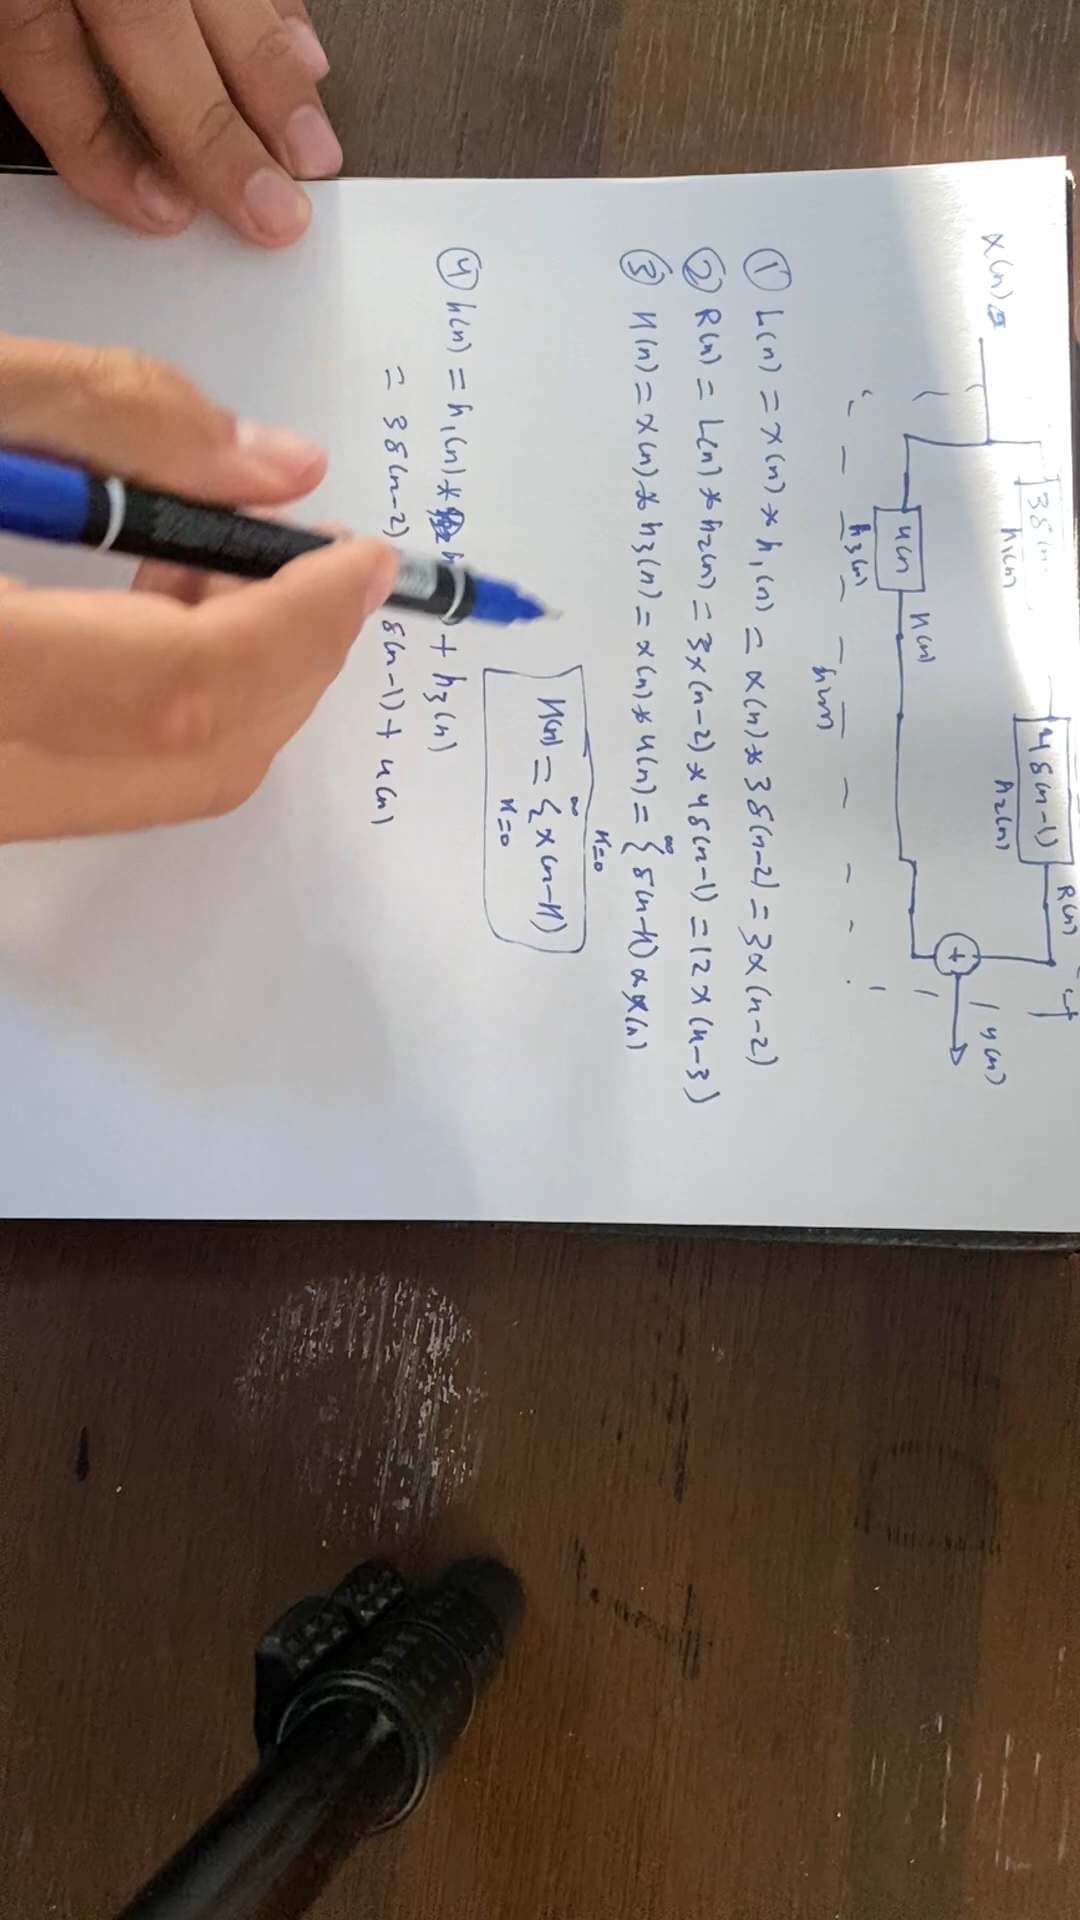 x(n)
3δ(n-
h1(n)
4δ(n-1)
h2(n)
R(n)
y(n)
+
u(n)
h3(n)
K(n)
h(n)
① L(n) = x(n) * h1(n) = x(n) * 3δ(n-2) = 3x(n-2)
② R(n) = L(n) * h2(n) = 3x(n-2) * 4δ(n-1) = 12x(n-3)
③ K(n) = x(n) * h3(n) = x(n) * u(n) = {∞ k=0 δ(n-k) * x(n)
K(n) = {∞ k=0 x(n-k)
④ h(n) = h1(n) * h + h3(n)
= 3δ(n-2) δ(n-1) + u(n)